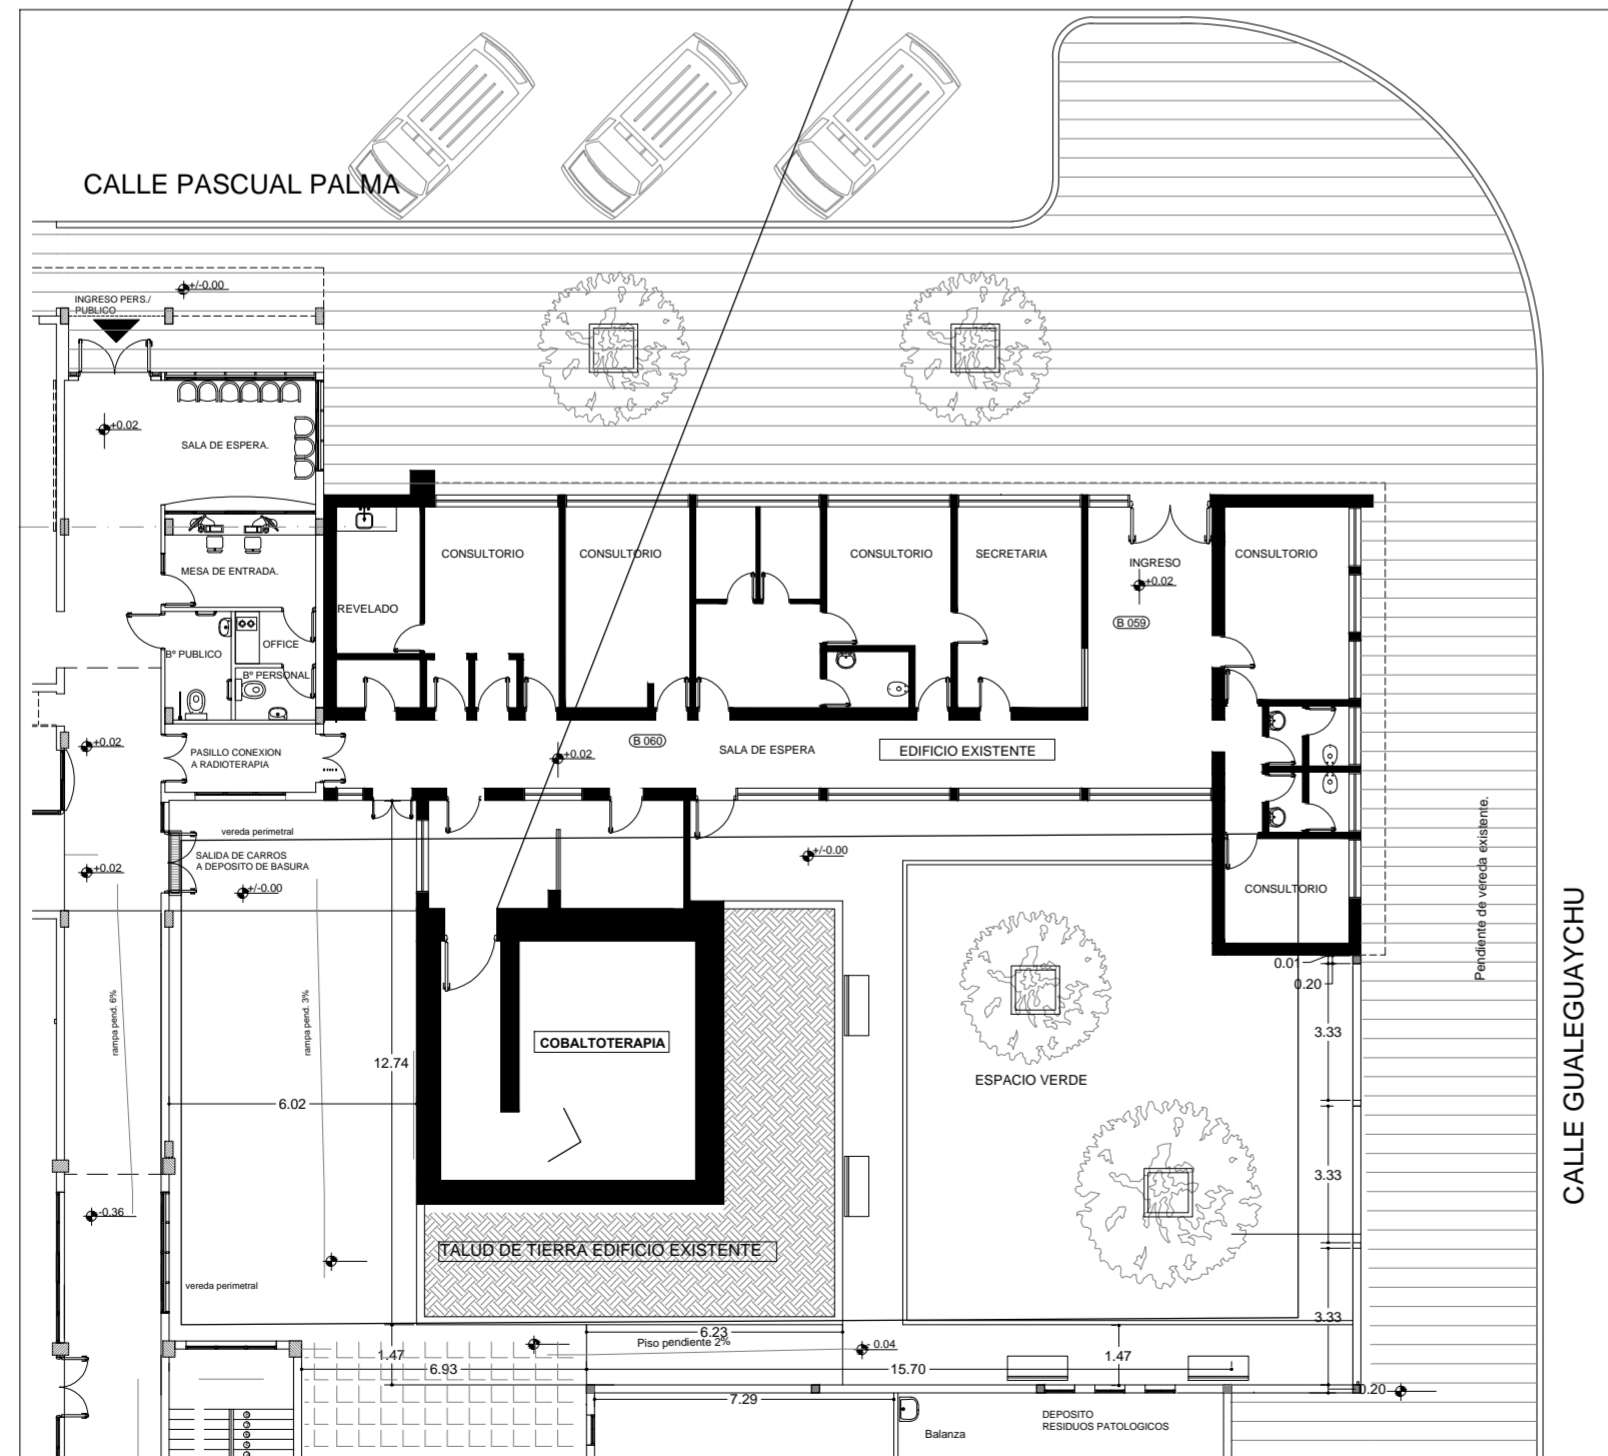 CALLE PASCUAL PALMA
+/-0.00
INGRESO PERS./
PUBLICO
+0.02
SALA DE ESPERA.
MESA DE ENTRADA.
REVELADO
CONSULTORIO
CONSULTORIO
CONSULTORIO
SECRETARIA
INGRESO
+0.02
CONSULTORIO
B 059
Bº PUBLICO
OFFICE
Bº PERSONAL
+0.02
PASILLO CONEXION
A RADIOTERAPIA
+0.02
B 060
SALA DE ESPERA
EDIFICIO EXISTENTE
vereda perimetral
SALIDA DE CARROS
A DEPOSITO DE BASURA
+0.02
+/-0.00
+/-0.00
CONSULTORIO
Pendiente de vereda existente.
CALLE GUALEGUAYCHU
0.01
0.20
3.33
rampa pend. 6%
rampa pend. 3%
12.74
6.02
COBALTOTERAPIA
ESPACIO VERDE
3.33
-0.36
TALUD DE TIERRA EDIFICIO EXISTENTE
vereda perimetral
3.33
6.23
Piso pendiente 2%
0.04
1.47
6.93
15.70
1.47
0.20
7.29
Balanza
DEPOSITO
RESIDUOS PATOLOGICOS